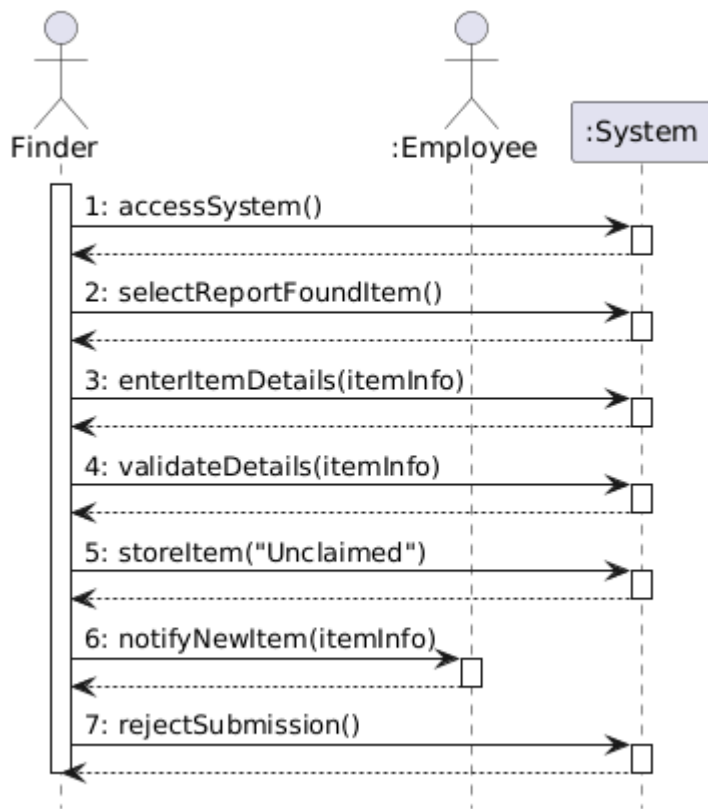 Finder
:Employee
:System
1: accessSystem()
2: selectReportFoundItem()
3: enterItemDetails(itemInfo)
4: validateDetails(itemInfo)
5: storeItem("Unclaimed")
6: notifyNewItem(itemInfo)
7: rejectSubmission()